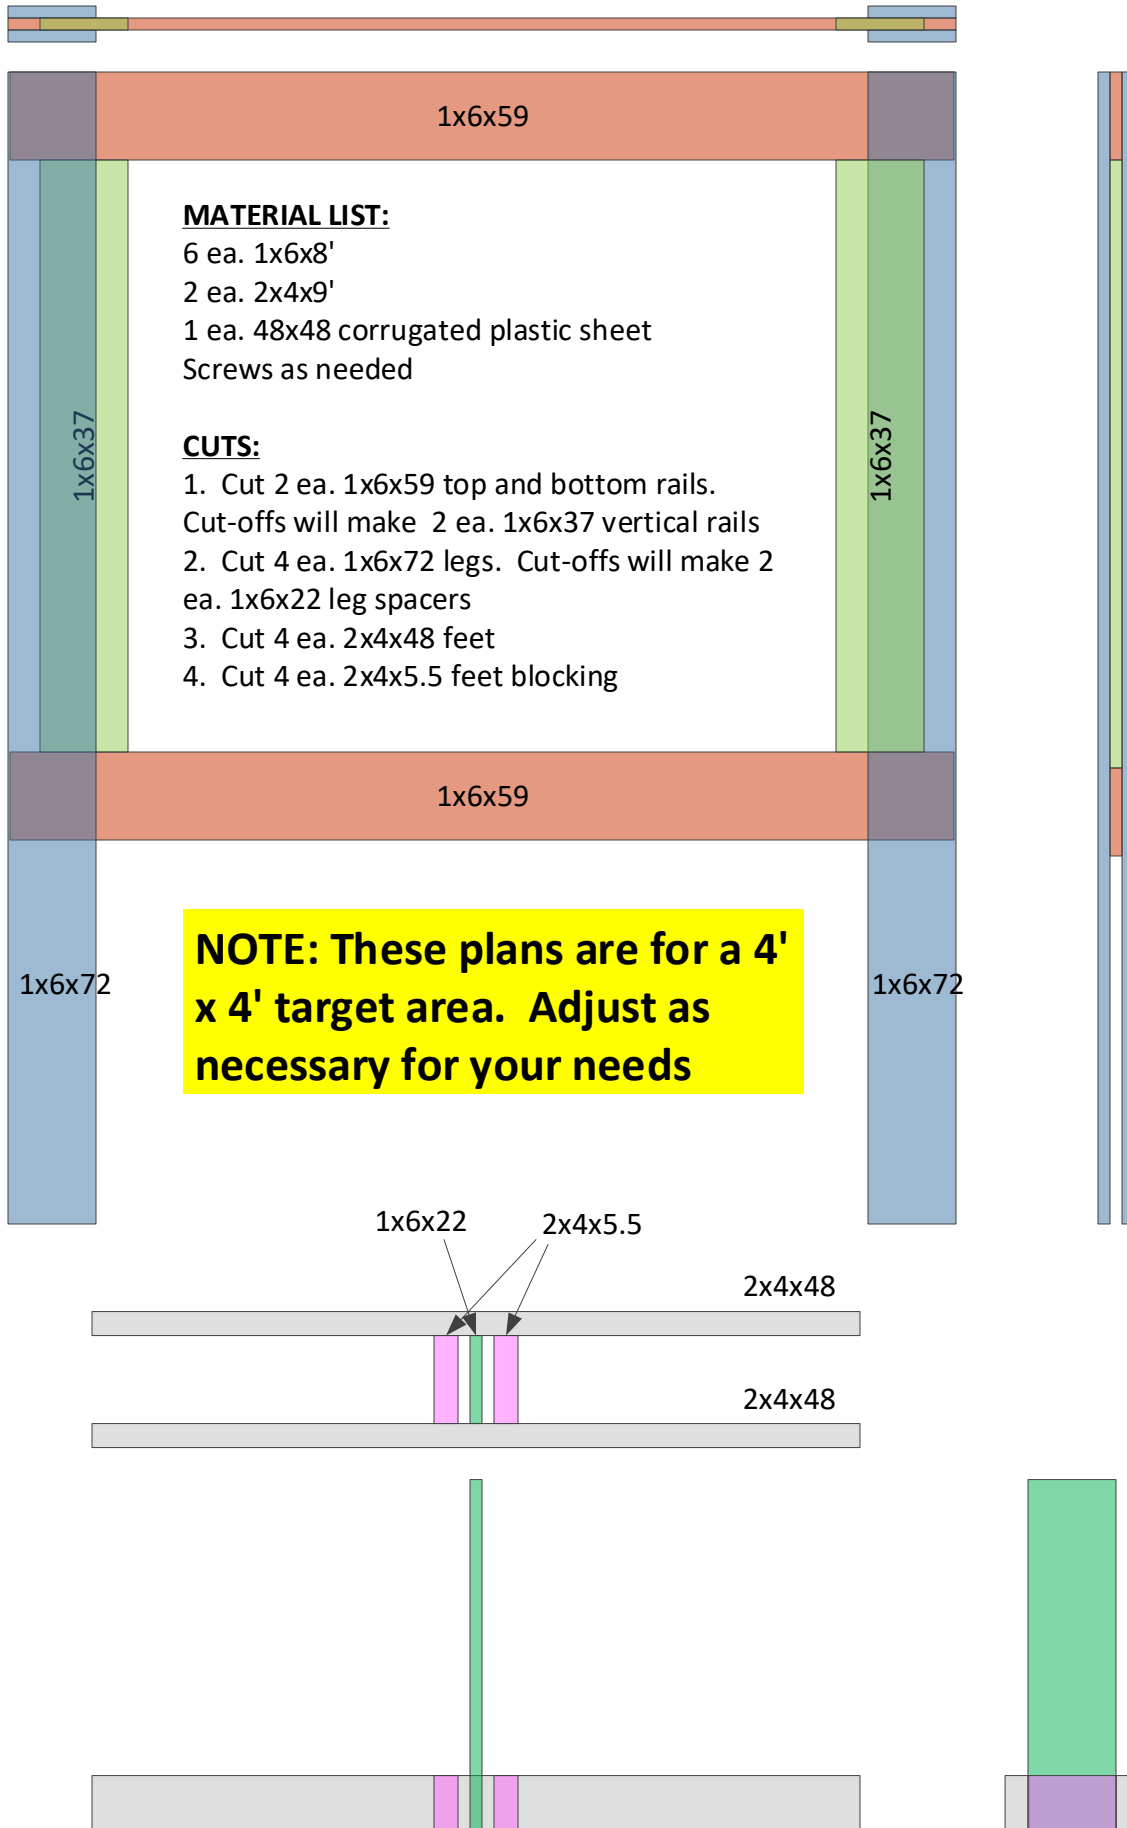 1x6x59
MATERIAL LIST:
6 ea. 1x6x8'
2 ea. 2x4x9'
1 ea. 48x48 corrugated plastic sheet
Screws as needed
1x6x37
1x6x37
CUTS:
1.  Cut 2 ea. 1x6x59 top and bottom rails.
Cut-offs will make  2 ea. 1x6x37 vertical rails
2.  Cut 4 ea. 1x6x72 legs.  Cut-offs will make 2
ea. 1x6x22 leg spacers
3.  Cut 4 ea. 2x4x48 feet
4.  Cut 4 ea. 2x4x5.5 feet blocking
1x6x59
NOTE: These plans are for a 4'
x 4' target area.  Adjust as
necessary for your needs
1x6x72
1x6x72
1x6x22
2x4x5.5
2x4x48
2x4x48